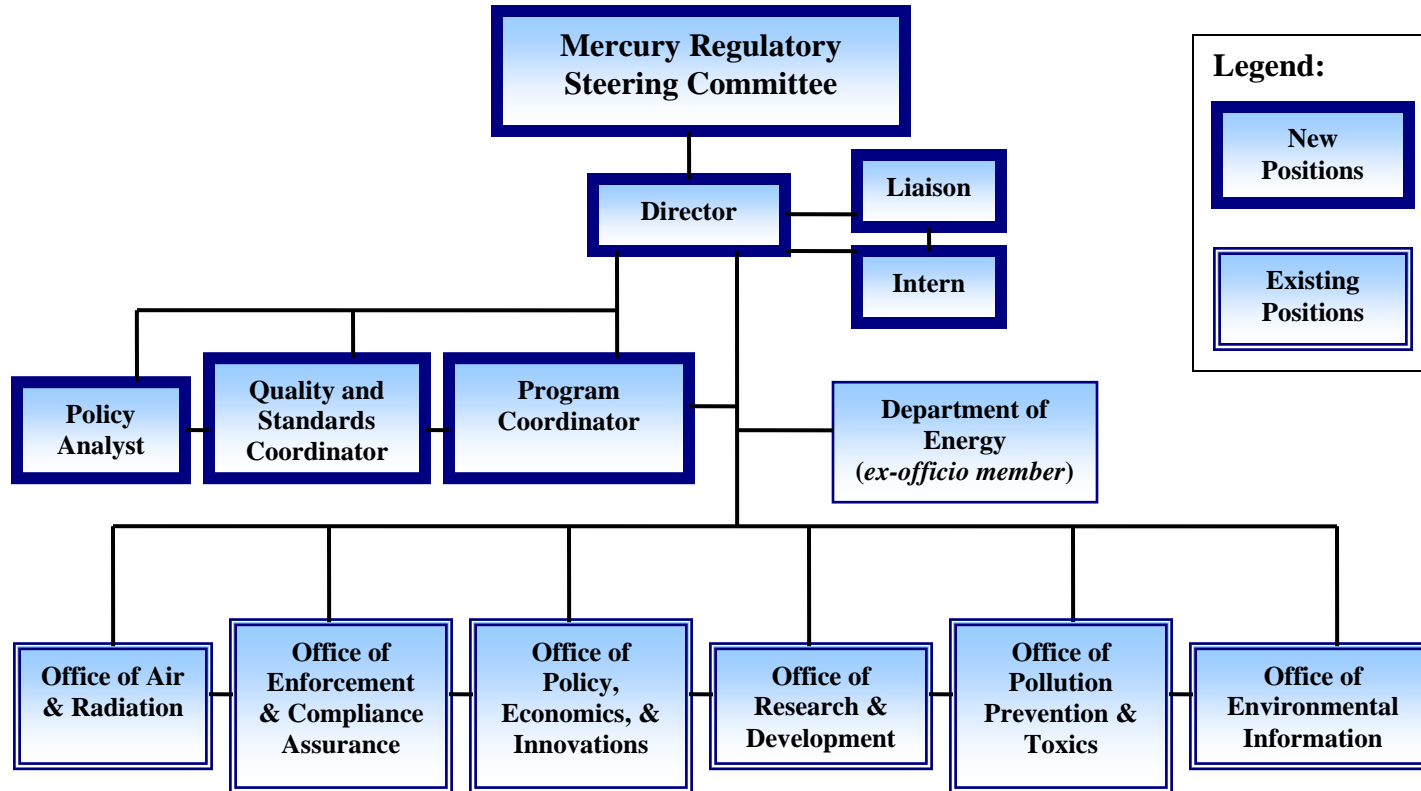 Mercury Regulatory
Steering Committee
Legend:
New
Positions
Existing
Positions
Liaison
Director
Intern
Policy
Analyst
Quality and
Standards
Coordinator
Program
Coordinator
Department of
Energy
(ex-officio member)
Office of Air
& Radiation
Office of
Enforcement
& Compliance
Assurance
Office of
Policy,
Economics, &
Innovations
Office of
Research &
Development
Office of
Pollution
Prevention &
Toxics
Office of
Environmental
Information